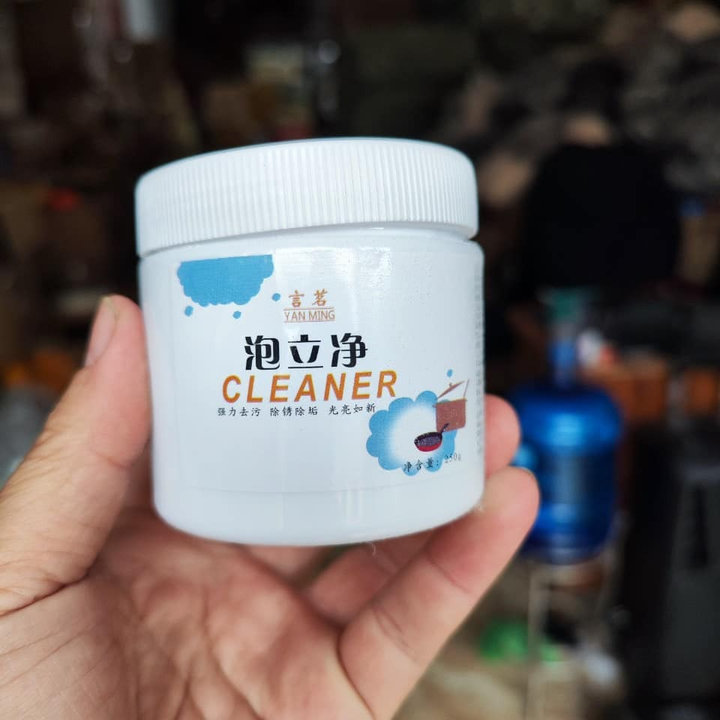 言茗
YAN MING
泡立净
CLEANER
强力去污 除锈除垢 光亮如新
净含量：250g